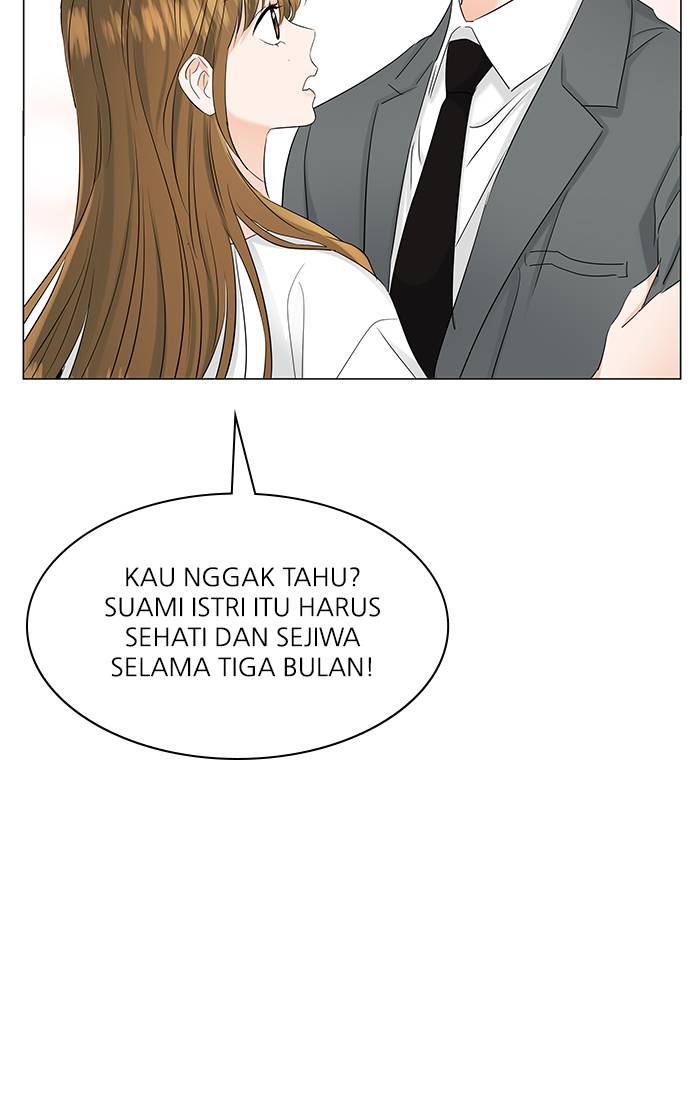 KAU NGGAK TAHU?
SUAMI ISTRI ITU HARUS
SEHATI DAN SEJIWA
SELAMA TIGA BULAN!